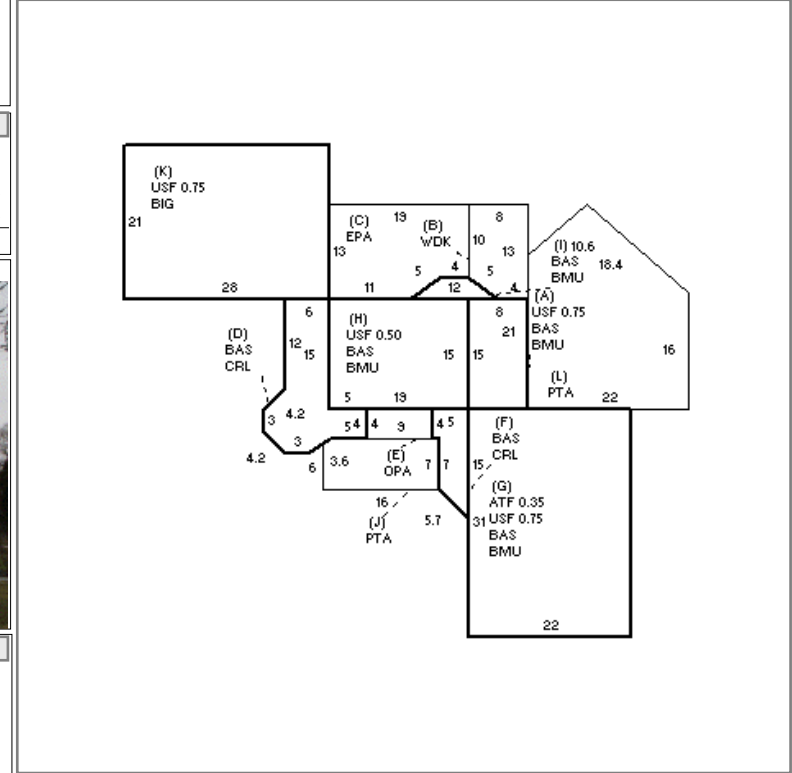 (K)
USF 0.75
BIG
21
28
(C)
EPA
19
13
11
(B)
WDK
10
8
13
5
4
5
12
4
(I) 10.6
BAS
BMU
18.4
16
22
(A)
USF 0.75
BAS
BMU
8
21
15
(L)
PTA
(D)
BAS
CRL
6
12
15
(H)
USF 0.50
BAS
BMU
15
5
19
3
4.2
3
4.2
6
5
4
4
9
4
5
3.6
(E)
OPA
7
7
16
(J)
PTA
5.7
(F)
BAS
CRL
15
(G)
ATF 0.35
USF 0.75
BAS
BMU
31
22